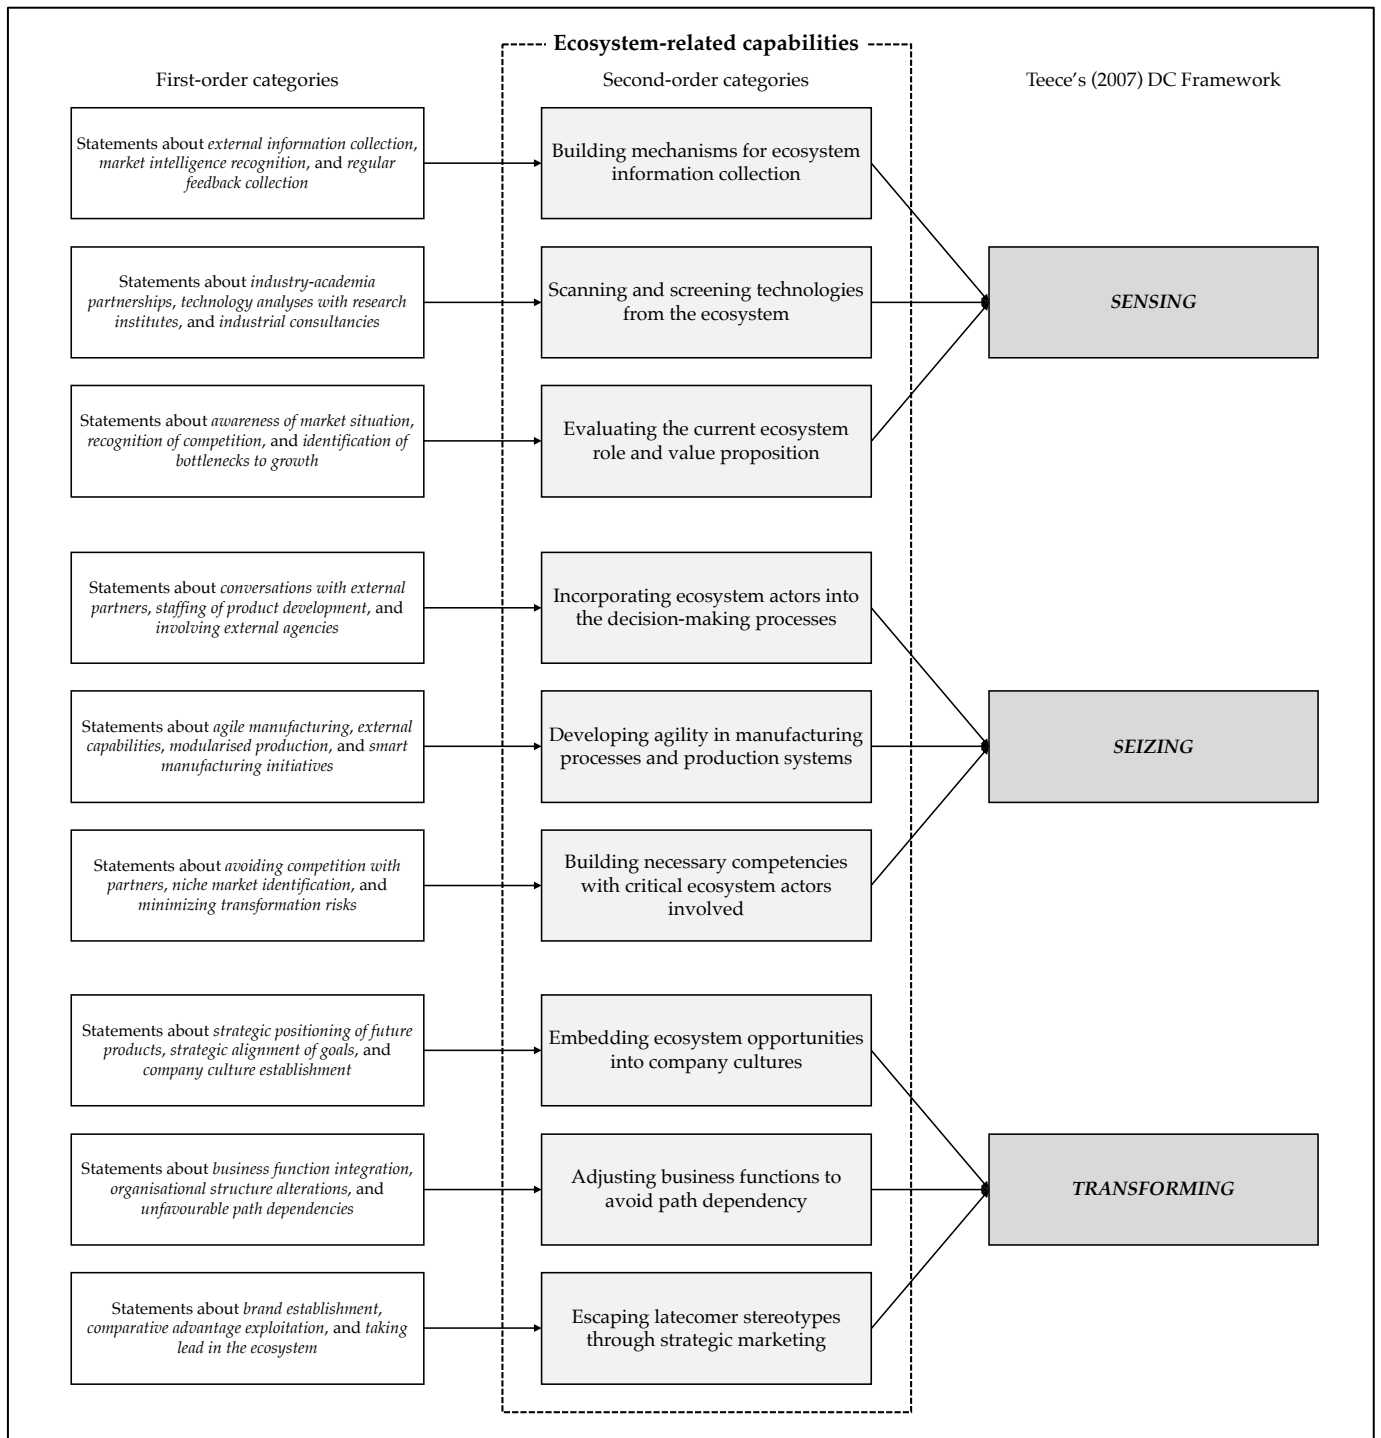 Ecosystem-related capabilities
First-order categories
Second-order categories
Teece's (2007) DC Framework
Statements about external information collection,
market intelligence recognition, and regular
feedback collection
Building mechanisms for ecosystem
information collection
Statements about industry-academia
partnerships, technology analyses with research
institutes, and industrial consultancies
Scanning and screening technologies
from the ecosystem
SENSING
Statements about awareness of market situation,
recognition of competition, and identification of
bottlenecks to growth
Evaluating the current ecosystem
role and value proposition
Statements about conversations with external
partners, staffing of product development, and
involving external agencies
Incorporating ecosystem actors into
the decision-making processes
Statements about agile manufacturing, external
capabilities, modularised production, and smart
manufacturing initiatives
Developing agility in manufacturing
processes and production systems
SEIZING
Statements about avoiding competition with
partners, niche market identification, and
minimizing transformation risks
Building necessary competencies
with critical ecosystem actors
involved
Statements about strategic positioning of future
products, strategic alignment of goals, and
company culture establishment
Embedding ecosystem opportunities
into company cultures
Statements about business function integration,
organisational structure alterations, and
unfavourable path dependencies
Adjusting business functions to
avoid path dependency
TRANSFORMING
Statements about brand establishment,
comparative advantage exploitation, and taking
lead in the ecosystem
Escaping latecomer stereotypes
through strategic marketing